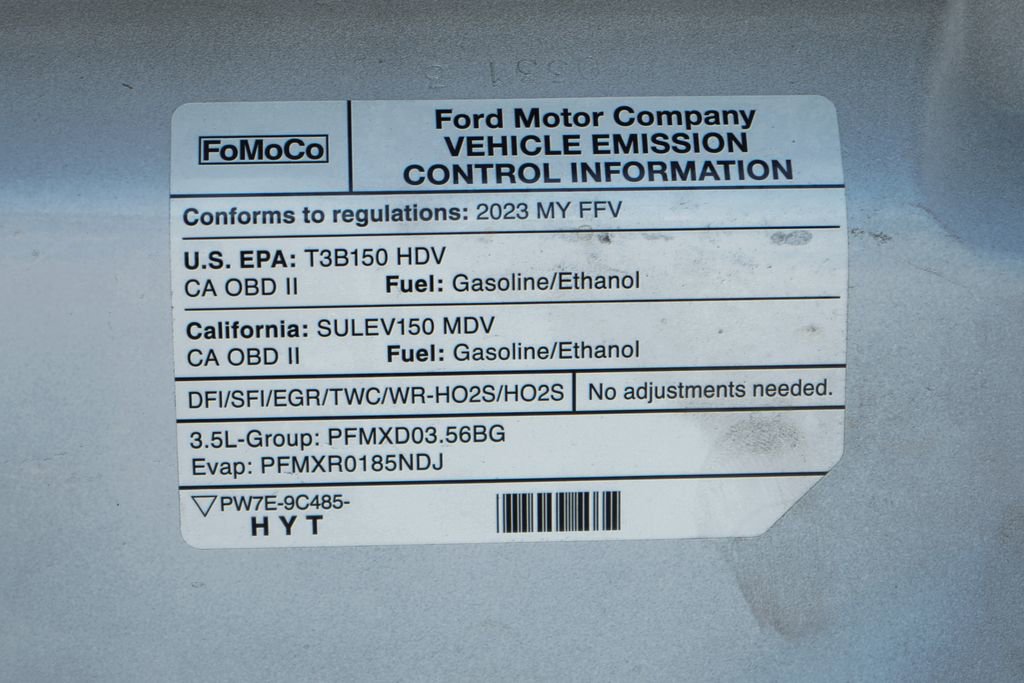 FoMoCo
Ford Motor Company
VEHICLE EMISSION
CONTROL INFORMATION
Conforms to regulations: 2023 MY FFV
U.S. EPA: T3B150 HDV
CA OBD II Fuel: Gasoline/Ethanol
California: SULEV150 MDV
CA OBD II Fuel: Gasoline/Ethanol
DFI/SFI/EGR/TWC/WR-HO2S/HO2S No adjustments needed.
3.5L-Group: PFMXD03.56BG
Evap: PFMXR0185NDJ
PW7E-9C485-
HYT